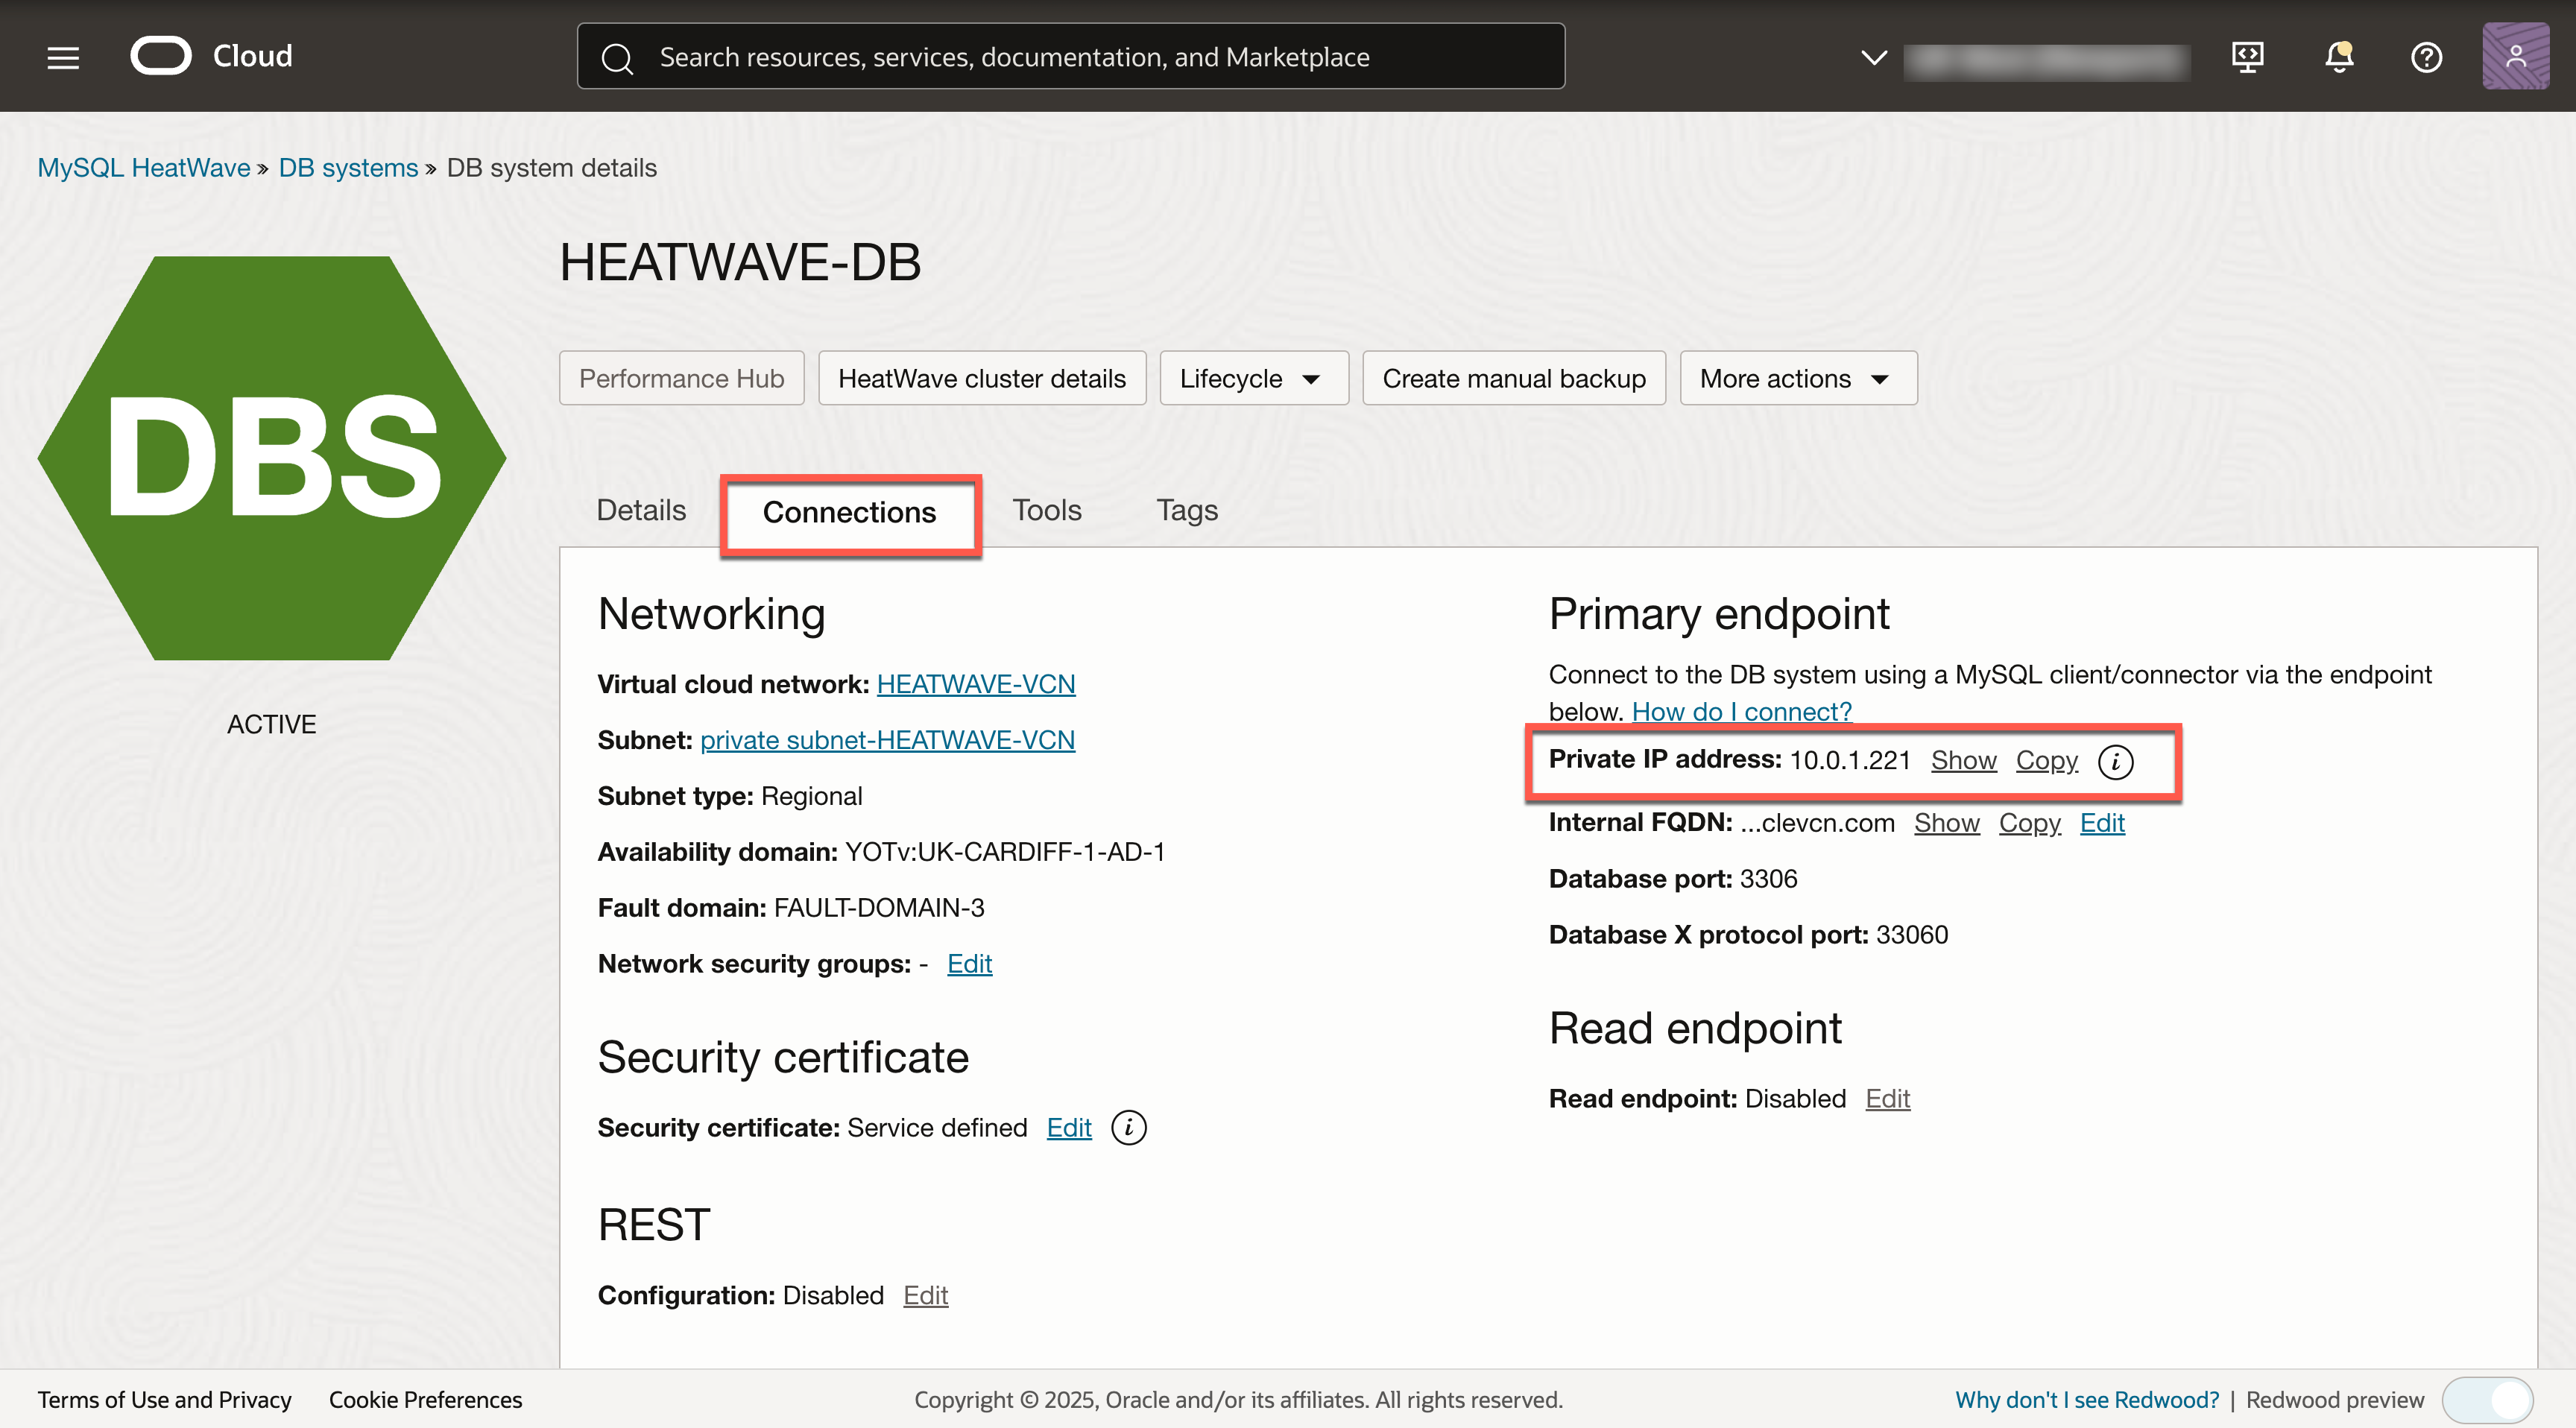 Cloud
Search resources, services, documentation, and Marketplace
MySQL HeatWave » DB systems » DB system details
DBS
ACTIVE
HEATWAVE-DB
Performance Hub
HeatWave cluster details
Lifecycle
Create manual backup
More actions
Details
Connections
Tools
Tags
Networking
Virtual cloud network: HEATWAVE-VCN
Subnet: private subnet-HEATWAVE-VCN
Subnet type: Regional
Availability domain: YOTv:UK-CARDIFF-1-AD-1
Fault domain: FAULT-DOMAIN-3
Network security groups: - Edit
Security certificate
Security certificate: Service defined Edit i
REST
Configuration: Disabled Edit
Primary endpoint
Connect to the DB system using a MySQL client/connector via the endpoint
below. How do I connect?
Private IP address: 10.0.1.221 Show Copy i
Internal FQDN: ...clevcn.com Show Copy Edit
Database port: 3306
Database X protocol port: 33060
Read endpoint
Read endpoint: Disabled Edit
Terms of Use and Privacy
Cookie Preferences
Copyright © 2025, Oracle and/or its affiliates. All rights reserved.
Why don't I see Redwood? | Redwood preview